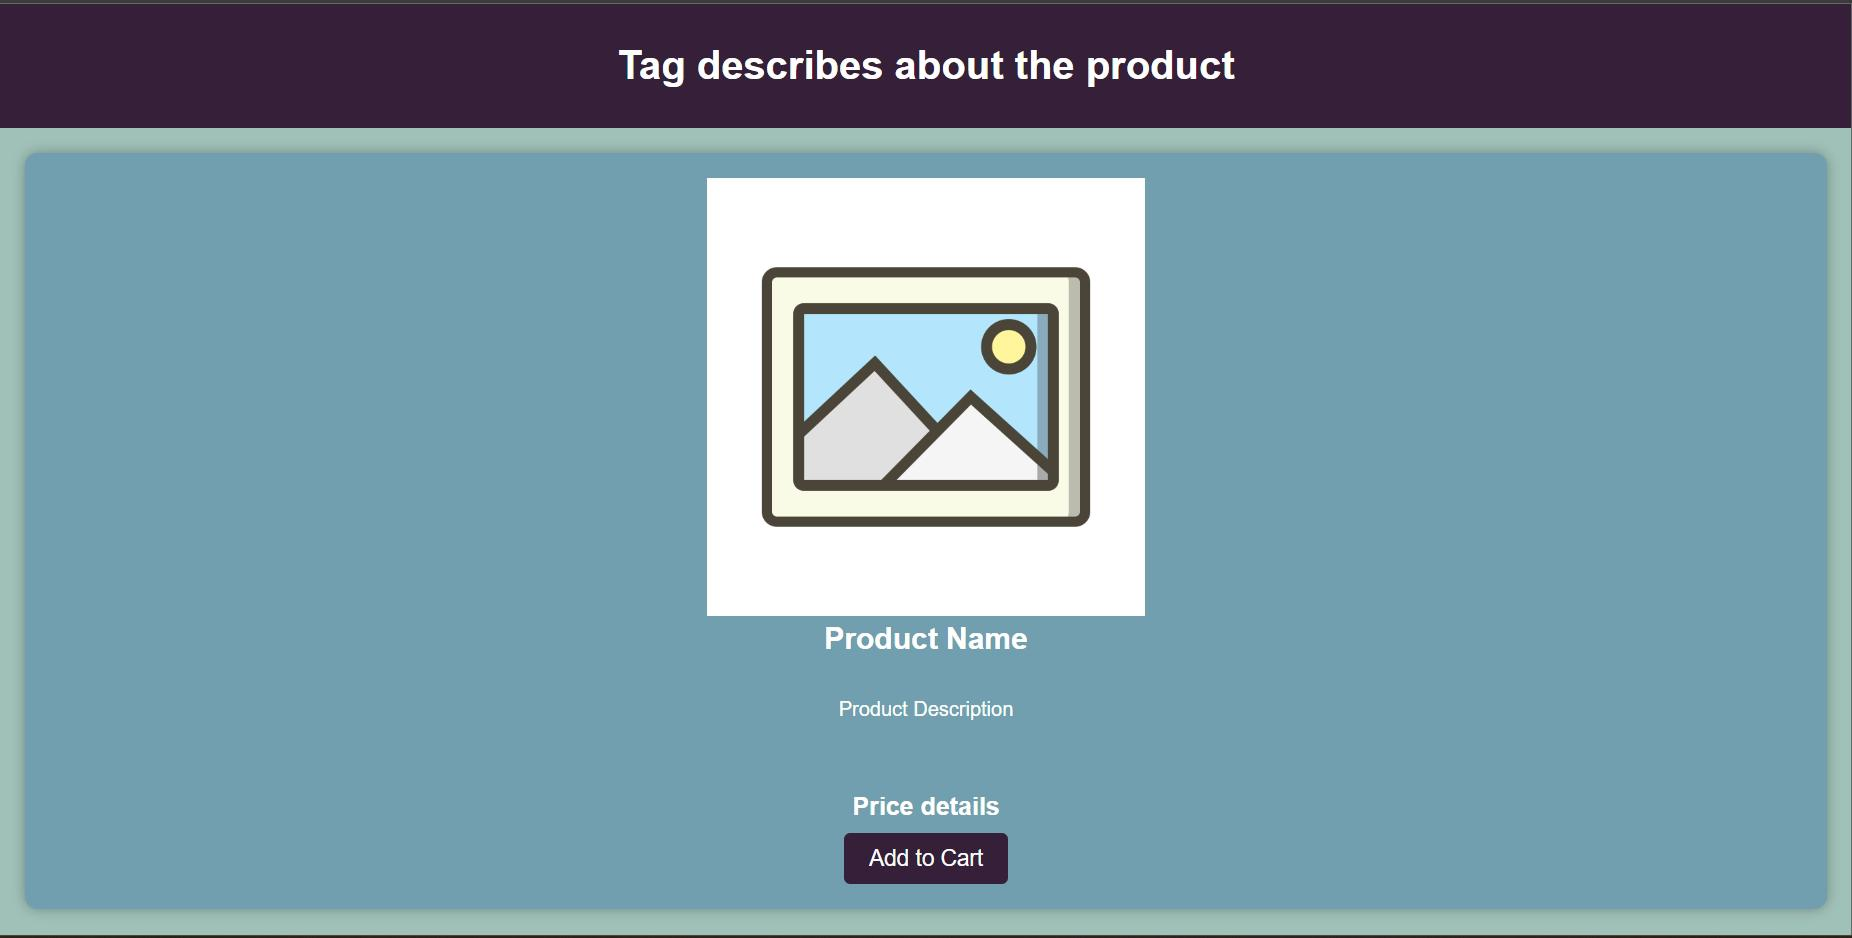 Tag describes about the product
Product Name
Product Description
Price details
Add to Cart